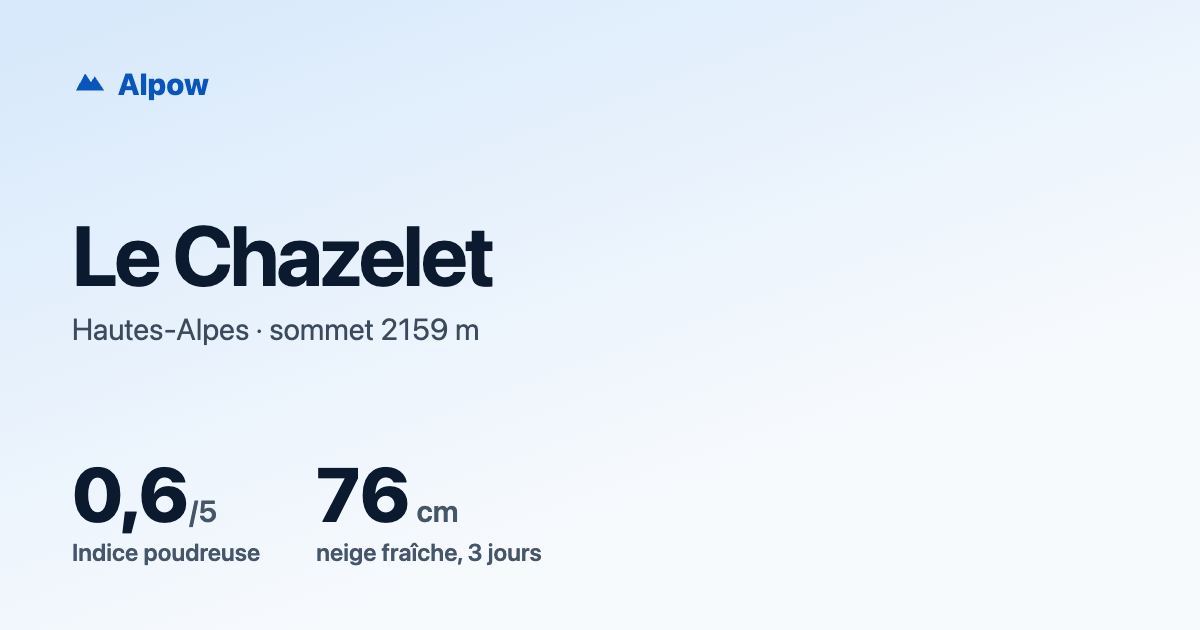 Alpow
Le Chazelet
Hautes-Alpes · sommet 2159 m
0,6/5
Indice poudreuse
76 cm
neige fraîche, 3 jours